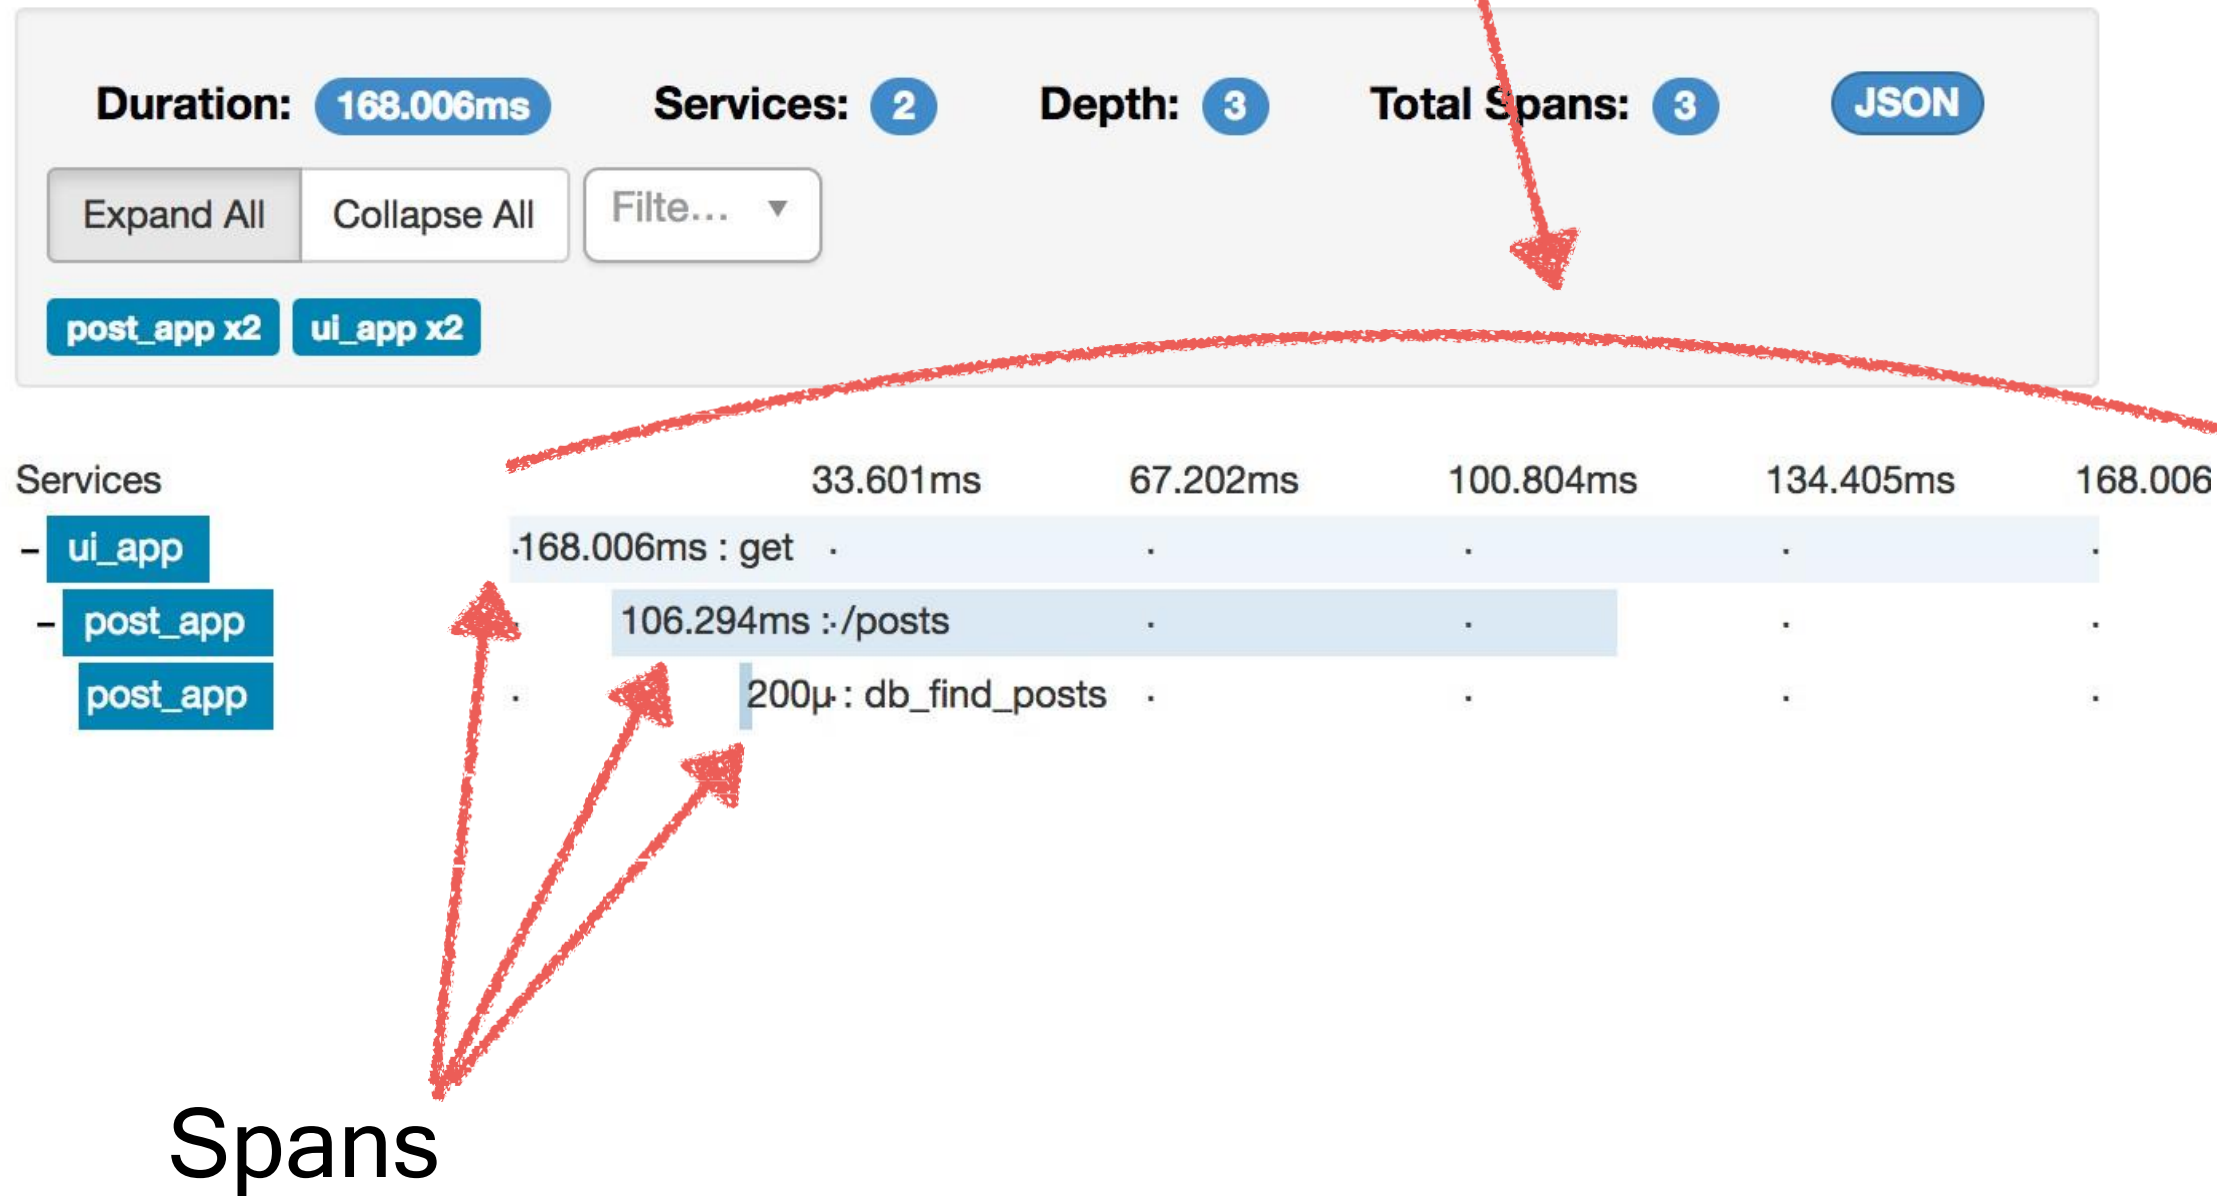 Duration: 168.006ms Services: 2 Depth: 3 Total Spans: 3 JSON
Expand All Collapse All Filte...
post_app x2 ui_app x2
Services 33.601ms 67.202ms 100.804ms 134.405ms 168.006
- ui_app 168.006ms : get
- post_app 106.294ms : /posts
post_app 200μ : db_find_posts
Spans